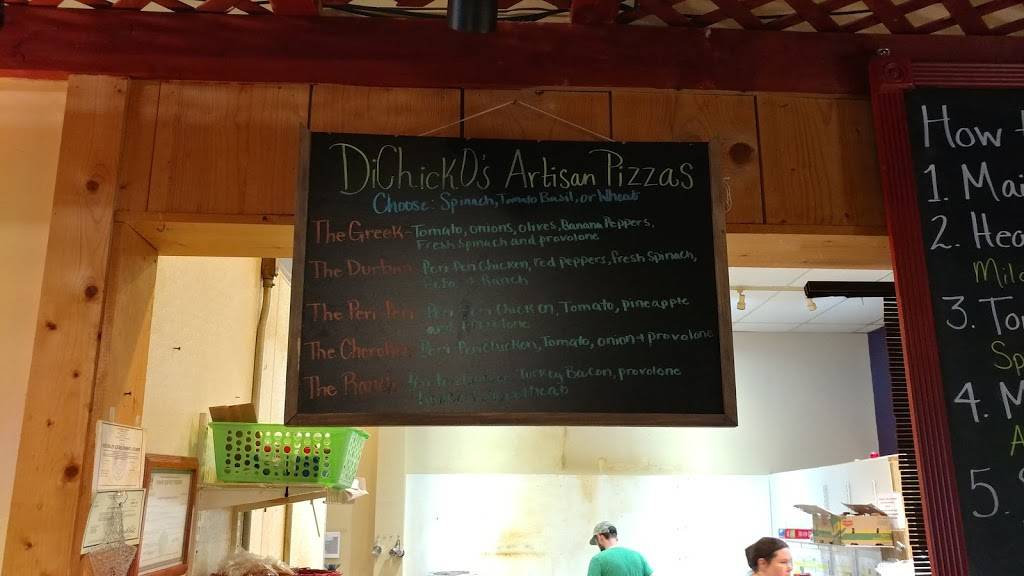 DiChickO's Artisan Pizzas
Choose: Spinach, Tomato Basil, or Wheat
The Greek- Tomato, onions, olives, Banana Peppers,
Fresh Spinach and provolone
The Durban- Peri Peri Chicken, red peppers, fresh spinach,
Feta + Ranch
The Peri-Peri- Peri Peri Chicken, Tomato, pineapple
and provolone
The Cherokee- Peri-Peri Chicken, Tomato, onion + provolone
The Ranch- Turkey Bacon, provolone
How
1. Mai
2. Hea
Mil
3. To
Sp
4. M
A
5.